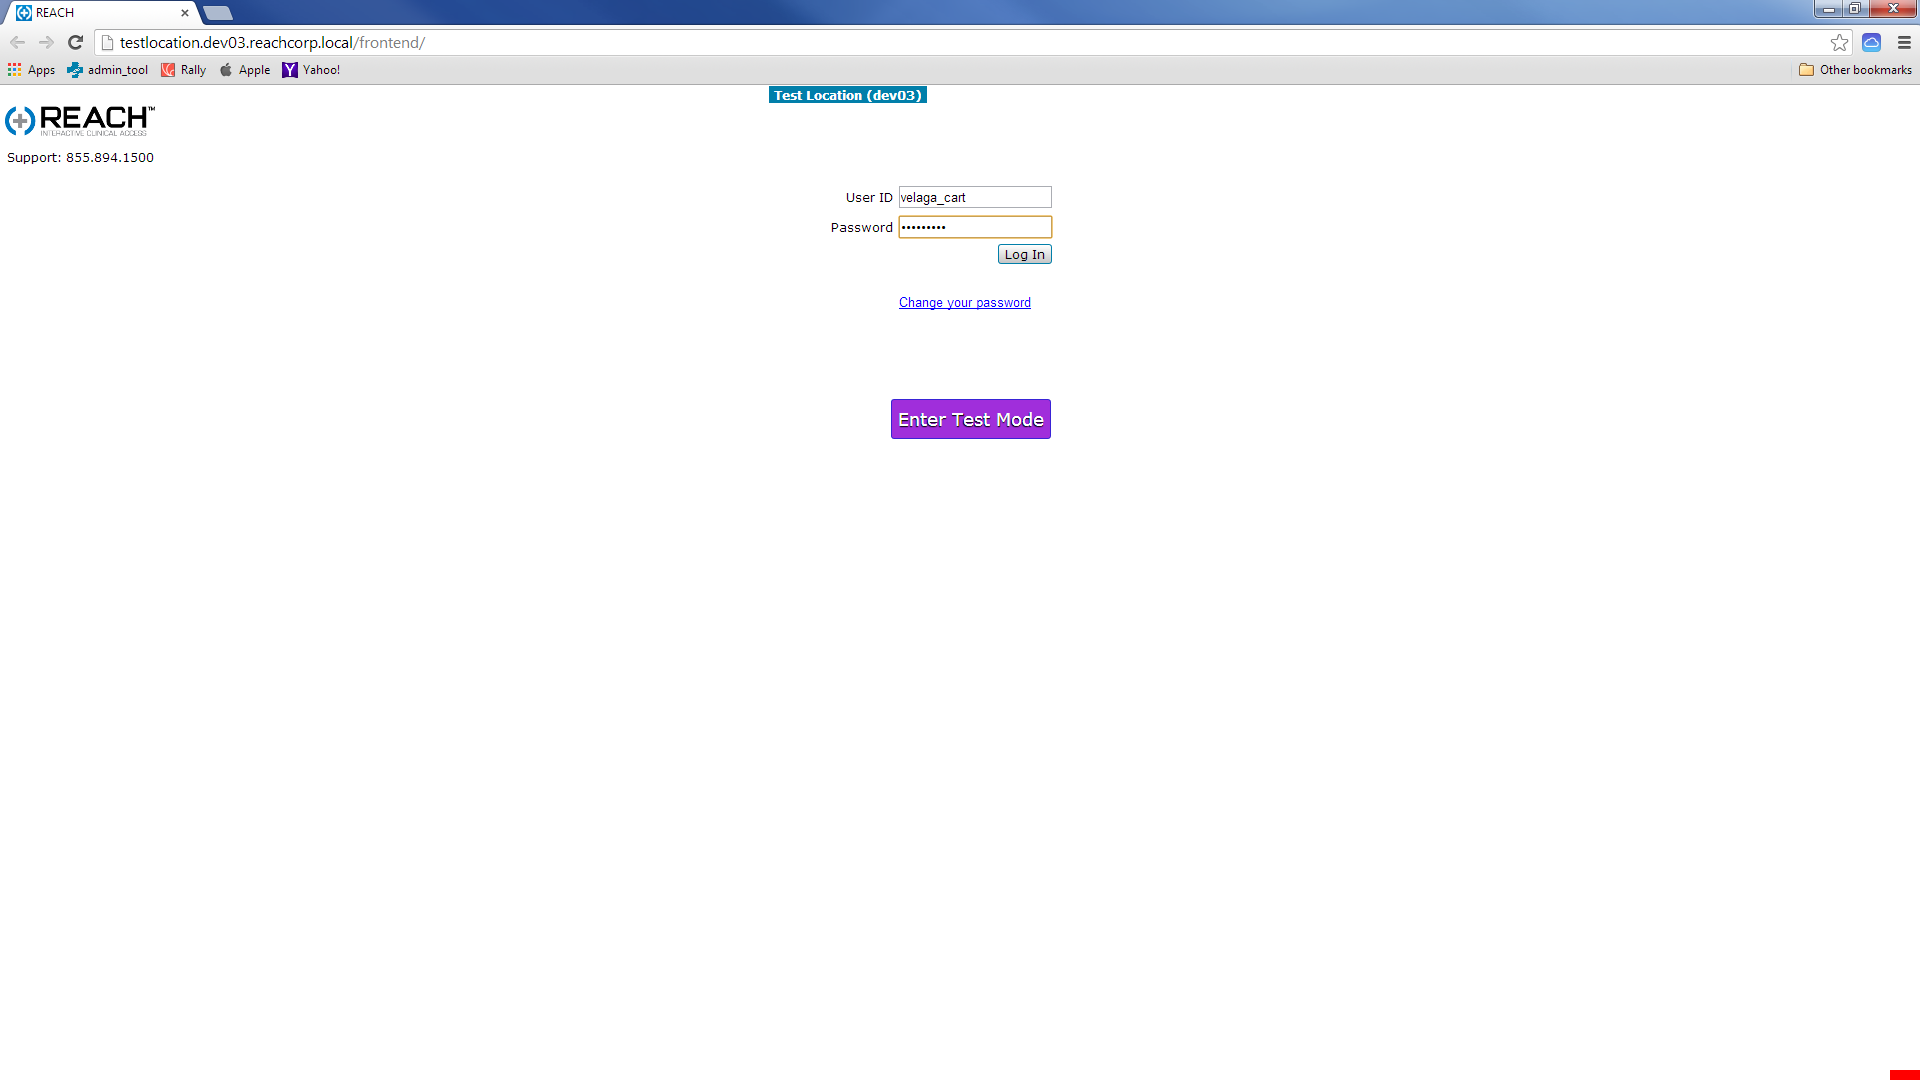 REACH
testlocation.dev03.reachcorp.local/frontend/
Apps admin_tool Rally Apple Yahoo! Other bookmarks
Test Location (dev03)
REACH™
INTERACTIVE CLINICAL ACCESS
Support: 855.894.1500
User ID velaga_cart
Password •••••••••
Log In
Change your password
Enter Test Mode